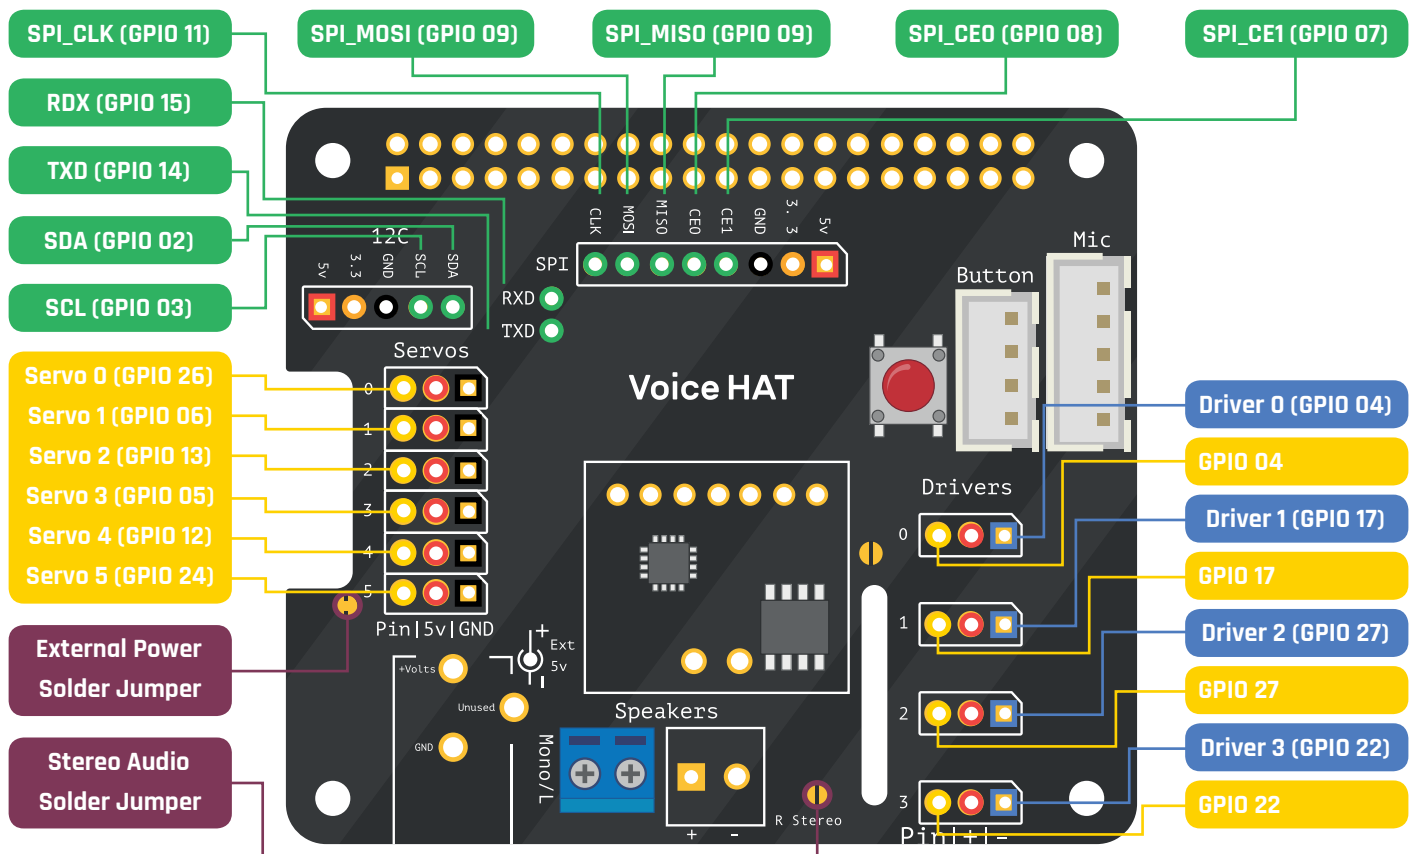 SPI_CLK (GPIO 11)
SPI_MOSI (GPIO 09)
SPI_MISO (GPIO 09)
SPI_CE0 (GPIO 08)
SPI_CE1 (GPIO 07)
RDX (GPIO 15)
TXD (GPIO 14)
SDA (GPIO 02)
SCL (GPIO 03)
12C
5v
3.3
GND
SCL
SDA
CLK
MOSI
MISO
CE0
CE1
GND
3.3
5v
SPI
RXD
TXD
Mic
Button
Servos
Servo 0 (GPIO 26)
Servo 1 (GPIO 06)
Servo 2 (GPIO 13)
Servo 3 (GPIO 05)
Servo 4 (GPIO 12)
Servo 5 (GPIO 24)
0
1
2
3
4
5
Pin|5v|GND
Voice HAT
External Power
Solder Jumper
Stereo Audio
Solder Jumper
+Volts
Unused
GND
+
Ext
5v
-
Speakers
Mono/L
+ -
R Stereo
Drivers
0
1
2
3
Pin|+|-
Driver 0 (GPIO 04)
GPIO 04
Driver 1 (GPIO 17)
GPIO 17
Driver 2 (GPIO 27)
GPIO 27
Driver 3 (GPIO 22)
GPIO 22